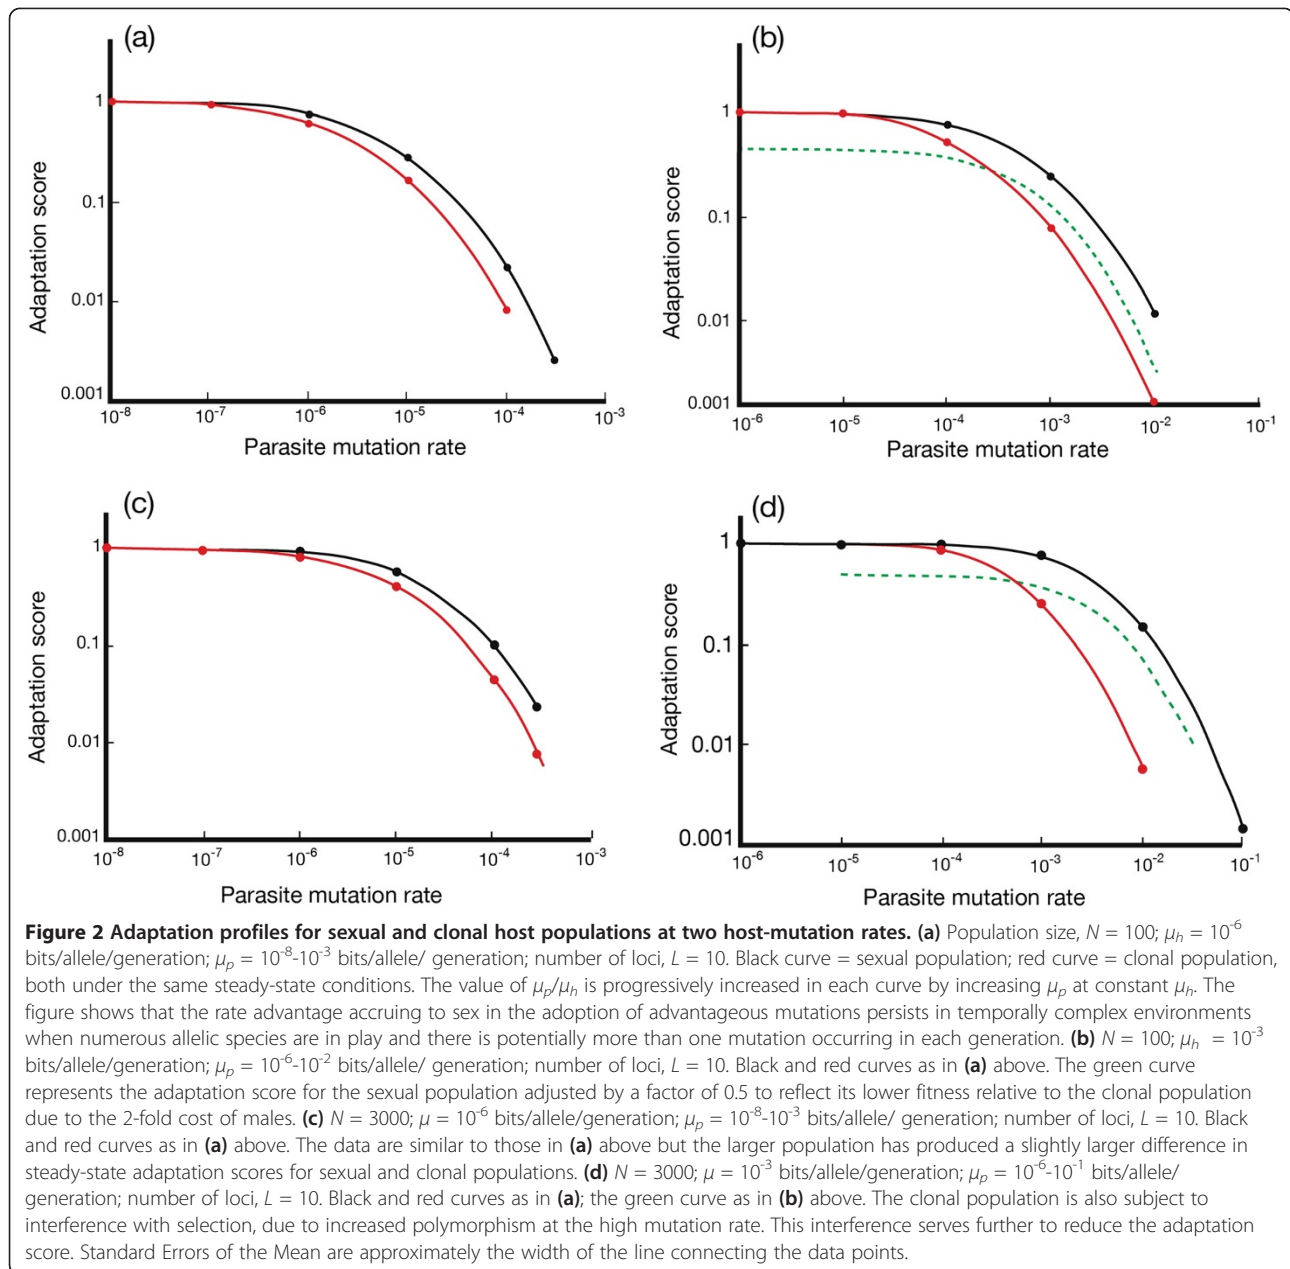 (a)
1
0.1
0.01
0.001
Adaptation score
10-8
10-7
10-6
10-5
10-4
10-3
Parasite mutation rate
(b)
1
0.1
0.01
0.001
Adaptation score
10-6
10-5
10-4
10-3
10-2
10-1
Parasite mutation rate
(c)
1
0.1
0.01
0.001
Adaptation score
10-8
10-7
10-6
10-5
10-4
10-3
Parasite mutation rate
(d)
1
0.1
0.01
0.001
Adaptation score
10-6
10-5
10-4
10-3
10-2
10-1
Parasite mutation rate
Figure 2 Adaptation profiles for sexual and clonal host populations at two host-mutation rates. (a) Population size, N = 100; μh = 10-6
bits/allele/generation; μp = 10-8-10-3 bits/allele/ generation; number of loci, L = 10. Black curve = sexual population; red curve = clonal population,
both under the same steady-state conditions. The value of μp/μh is progressively increased in each curve by increasing μp at constant μh. The
figure shows that the rate advantage accruing to sex in the adoption of advantageous mutations persists in temporally complex environments
when numerous allelic species are in play and there is potentially more than one mutation occurring in each generation. (b) N = 100; μh = 10-3
bits/allele/generation; μp = 10-6-10-2 bits/allele/ generation; number of loci, L = 10. Black and red curves as in (a) above. The green curve
represents the adaptation score for the sexual population adjusted by a factor of 0.5 to reflect its lower fitness relative to the clonal population
due to the 2-fold cost of males. (c) N = 3000; μ = 10-6 bits/allele/generation; μp = 10-8-10-3 bits/allele/ generation; number of loci, L = 10. Black
and red curves as in (a) above. The data are similar to those in (a) above but the larger population has produced a slightly larger difference in
steady-state adaptation scores for sexual and clonal populations. (d) N = 3000; μ = 10-3 bits/allele/generation; μp = 10-6-10-1 bits/allele/
generation; number of loci, L = 10. Black and red curves as in (a); the green curve as in (b) above. The clonal population is also subject to
interference with selection, due to increased polymorphism at the high mutation rate. This interference serves further to reduce the adaptation
score. Standard Errors of the Mean are approximately the width of the line connecting the data points.